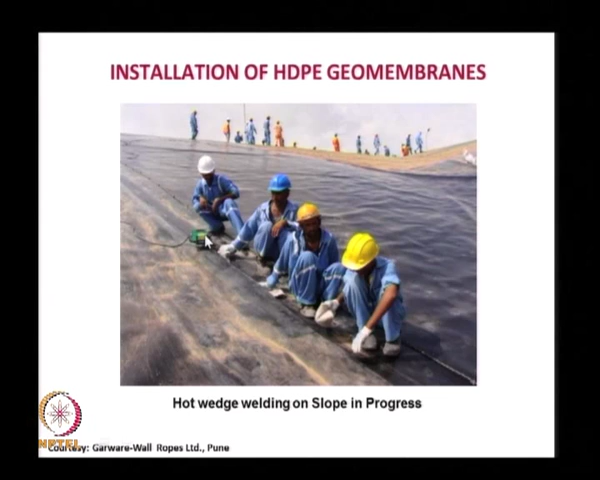 INSTALLATION OF HDPE GEOMEMBRANES
Hot wedge welding on Slope in Progress
NPTEL
Courtesy: Garware-Wall Ropes Ltd., Pune